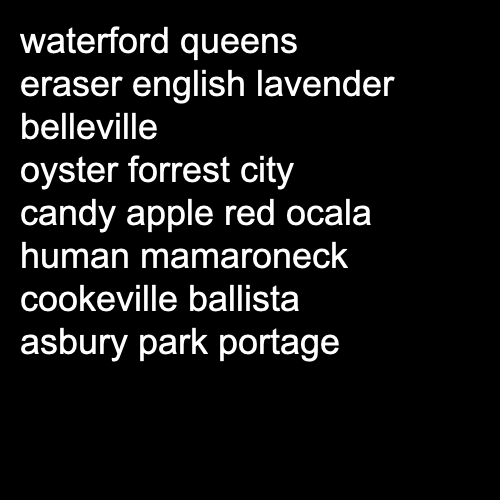 waterford queens
eraser english lavender
belleville
oyster forrest city
candy apple red ocala
human mamaroneck
cookeville ballista
asbury park portage